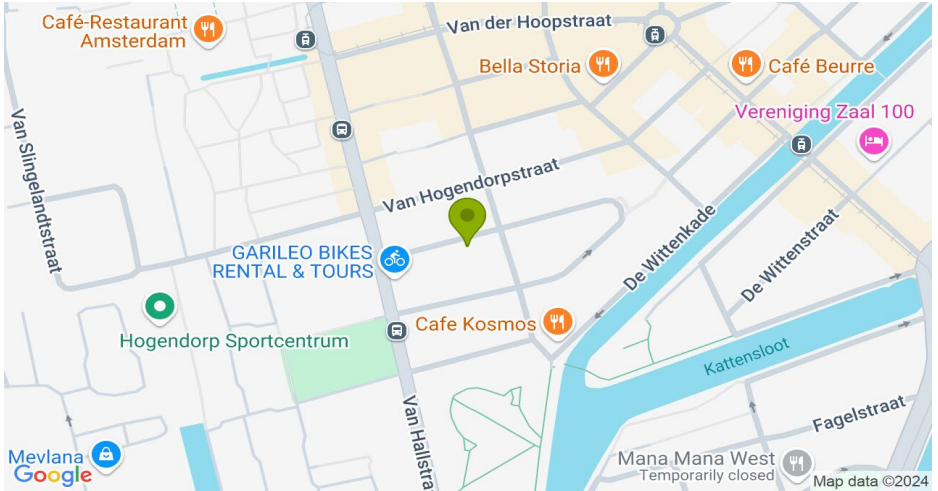 Café-Restaurant
Amsterdam
Van der Hoopstraat
Bella Storia
Café Beurre
Vereniging Zaal 100
Van Slingelandtstraat
Van Hogendorpstraat
GARILEO BIKES
RENTAL & TOURS
De Wittenkade
De Wittenstraat
Hogendorp Sportcentrum
Cafe Kosmos
Kattensloot
Van Hallstra
Fagelstraat
Mevlana
Google
Mana Mana West
Temporarily closed
Map data ©2024